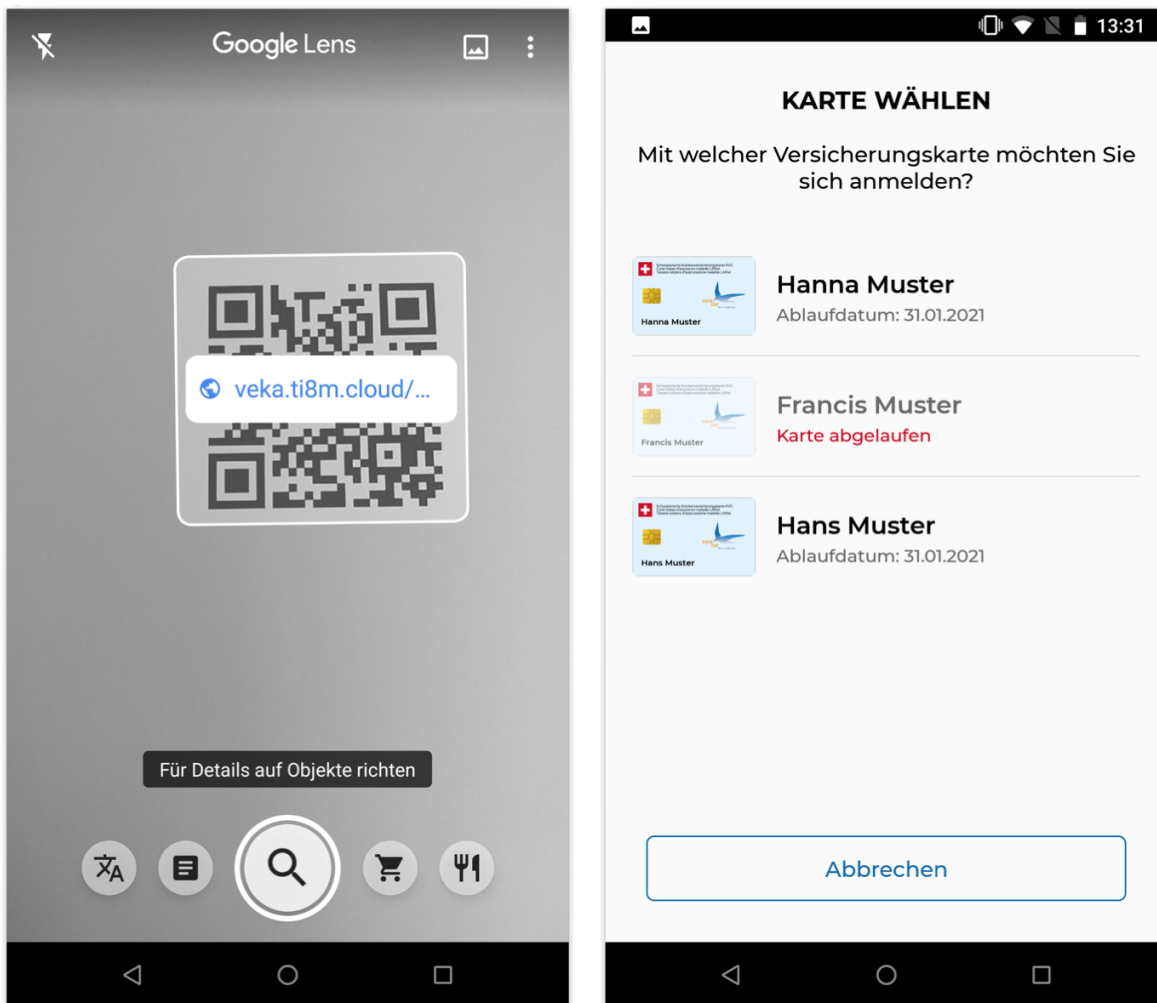 Google Lens
veka.ti8m.cloud/...
Für Details auf Objekte richten
13:31
KARTE WÄHLEN
Mit welcher Versicherungskarte möchten Sie
sich anmelden?
Hanna Muster
Hanna Muster
Ablaufdatum: 31.01.2021
Francis Muster
Francis Muster
Karte abgelaufen
Hans Muster
Hans Muster
Ablaufdatum: 31.01.2021
Abbrechen